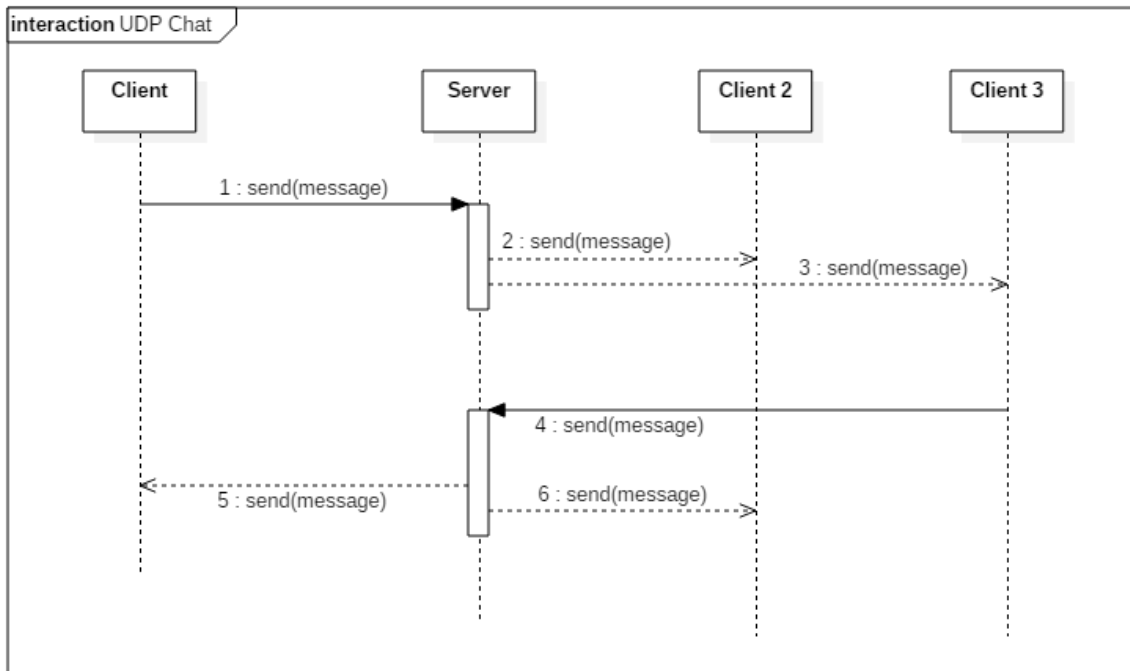 interaction UDP Chat
Client
Server
Client 2
Client 3
1 : send(message)
2 : send(message)
3 : send(message)
4 : send(message)
5 : send(message)
6 : send(message)